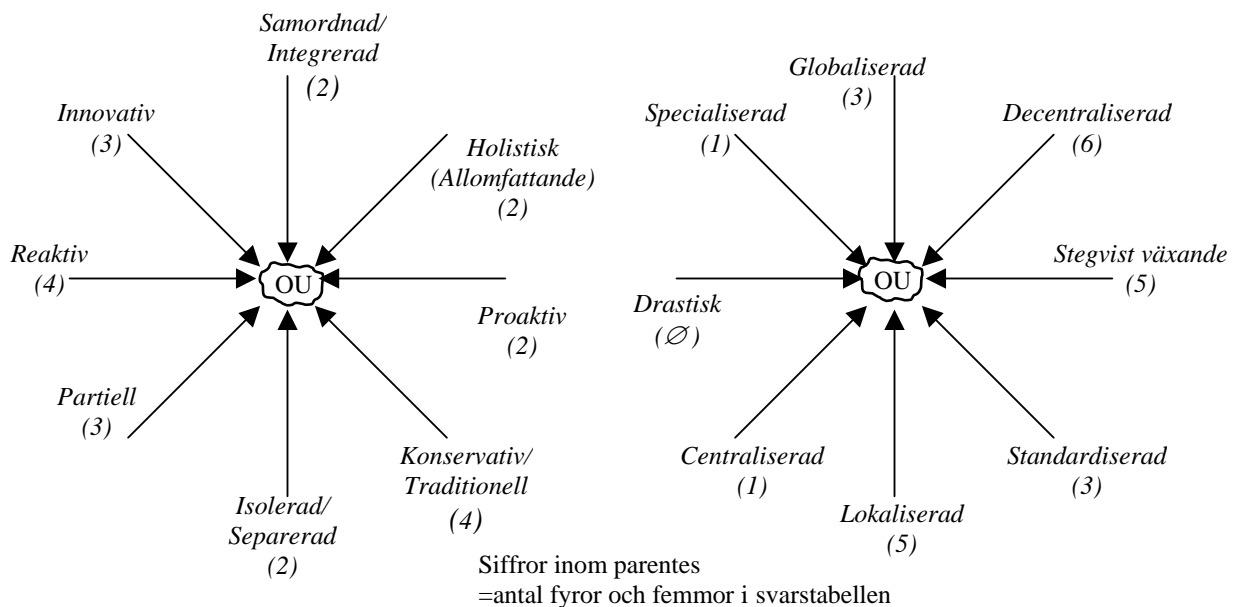 Samordnad/
Integrerad
(2)
Innovativ
(3)
Holistisk
(Allomfattande)
(2)
Reaktiv
(4)
OU
Proaktiv
(2)
Partiell
(3)
Isolerad/
Separerad
(2)
Konservativ/
Traditionell
(4)
Globaliserad
(3)
Specialiserad
(1)
Decentraliserad
(6)
Stegvist växande
(5)
OU
Drastisk
(∅)
Centraliserad
(1)
Standardiserad
(3)
Lokaliserad
(5)
Siffror inom parentes
=antal fyror och femmor i svarstabellen